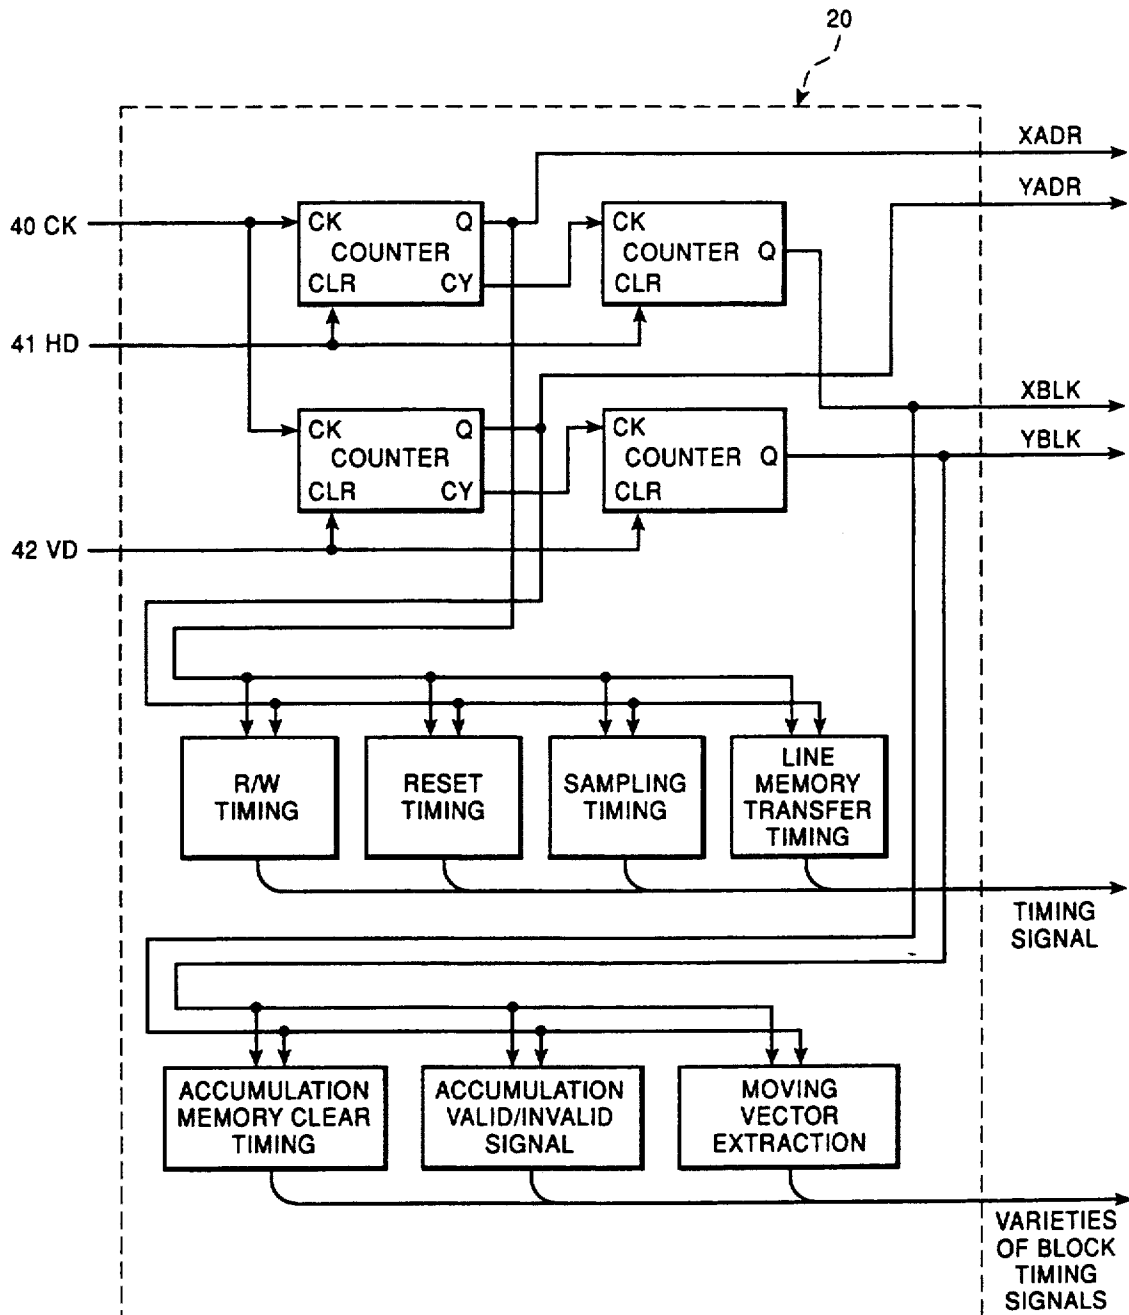 20
XADR
YADR
40 CK
CK Q
COUNTER
CLR CY
CK
COUNTER Q
CLR
41 HD
XBLK
CK Q
COUNTER
CLR CY
CK
COUNTER Q
CLR
YBLK
42 VD
R/W
TIMING
RESET
TIMING
SAMPLING
TIMING
LINE
MEMORY
TRANSFER
TIMING
TIMING
SIGNAL
ACCUMULATION
MEMORY CLEAR
TIMING
ACCUMULATION
VALID/INVALID
SIGNAL
MOVING
VECTOR
EXTRACTION
VARIETIES
OF BLOCK
TIMING
SIGNALS